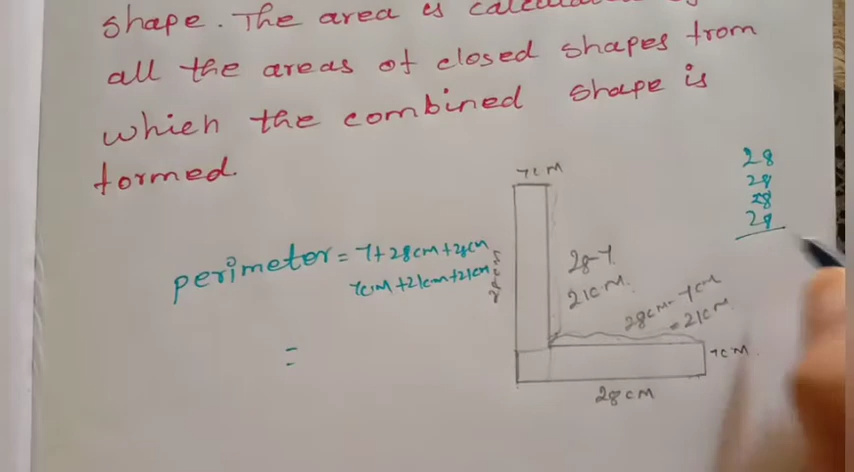 shape. The area is
all the areas of closed shapes from
which the combined shape is
formed.
7cm
28
28
28
28
perimeter = 7+28cm+28cm
7cm+21cm+21cm
28cm
28-7
21cm.
28cm-7cm
=21cm
7cm.
=
28cm